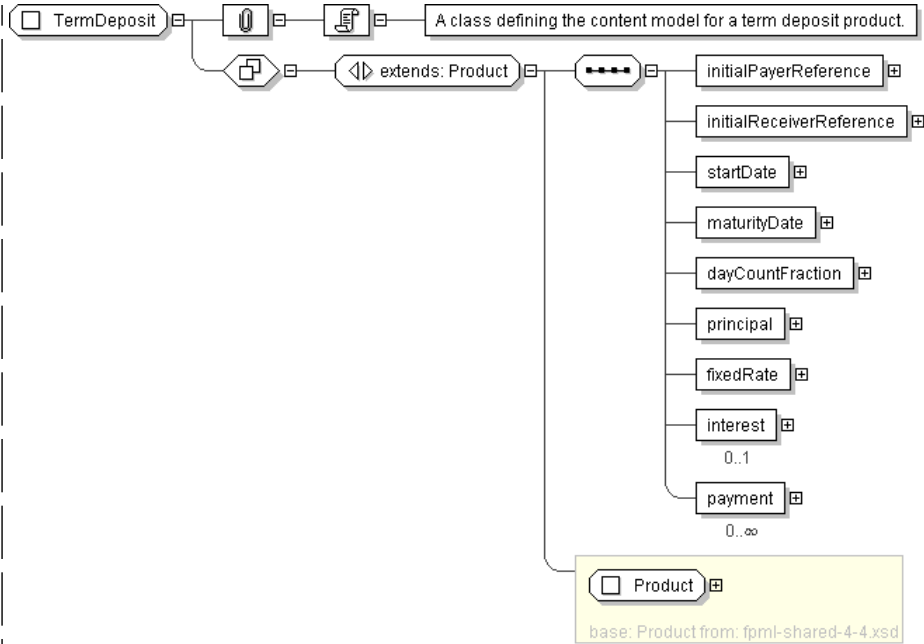 TermDeposit
A class defining the content model for a term deposit product.
extends: Product
initialPayerReference
initialReceiverReference
startDate
maturityDate
dayCountFraction
principal
fixedRate
interest
0..1
payment
0..∞
Product
base: Product from: fpml-shared-4-4.xsd